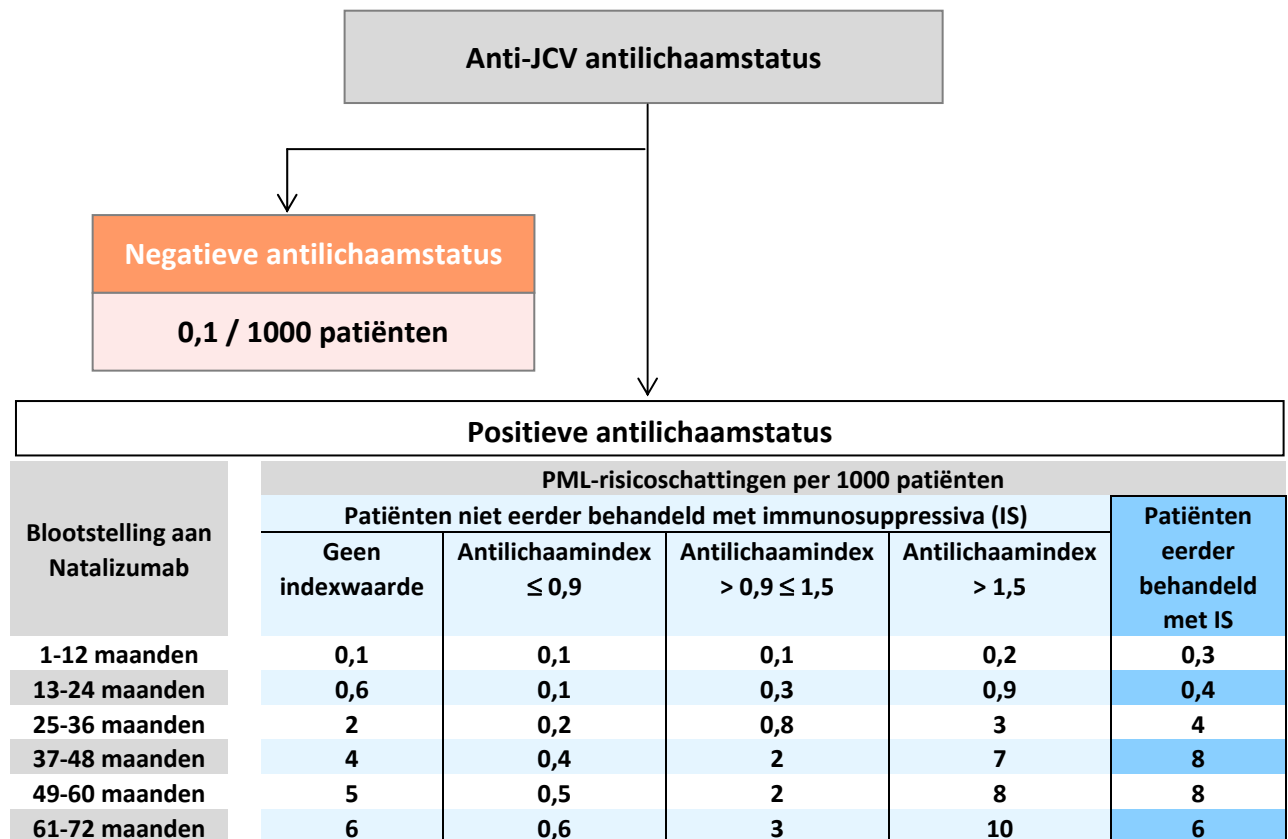 Anti-JCV antilichaamstatus
Negatieve antilichaamstatus
0,1 / 1000 patiënten
Positieve antilichaamstatus
Blootstelling aan
Natalizumab
PML-risicoschattingen per 1000 patiënten
Patiënten niet eerder behandeld met immunosuppressiva (IS)
Patiënten
eerder
behandeld
met IS
Geen
indexwaarde
Antilichaamindex
≤ 0,9
Antilichaamindex
> 0,9 ≤ 1,5
Antilichaamindex
> 1,5
1-12 maanden 0,1 0,1 0,1 0,2 0,3
13-24 maanden 0,6 0,1 0,3 0,9 0,4
25-36 maanden 2 0,2 0,8 3 4
37-48 maanden 4 0,4 2 7 8
49-60 maanden 5 0,5 2 8 8
61-72 maanden 6 0,6 3 10 6